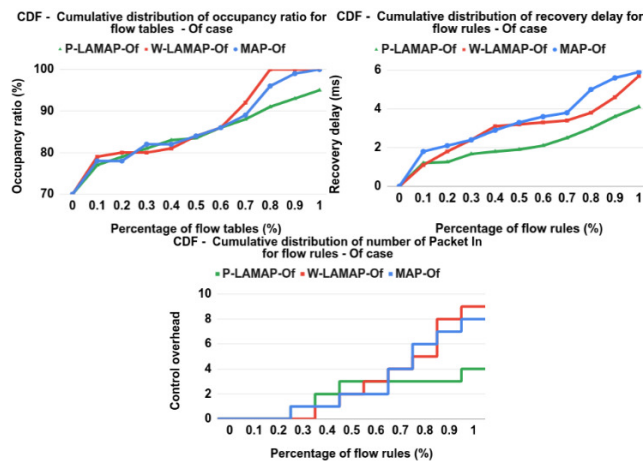 CDF - Cumulative distribution of occupancy ratio for
flow tables - Of case
P-LAMAP-Of W-LAMAP-Of MAP-Of
Occupancy ratio (%)
100
90
80
70
0 0.1 0.2 0.3 0.4 0.5 0.6 0.7 0.8 0.9 1
Percentage of flow tables (%)
CDF - Cumulative distribution of recovery delay for
flow rules - Of case
P-LAMAP-Of W-LAMAP-Of MAP-Of
Recovery delay (ms)
6
4
2
0
0 0.1 0.2 0.3 0.4 0.5 0.6 0.7 0.8 0.9 1
Percentage of flow rules (%)
CDF - Cumulative distribution of number of Packet In
for flow rules - Of case
P-LAMAP-Of W-LAMAP-Of MAP-Of
Control overhead
10
8
6
4
2
0
0 0.1 0.2 0.3 0.4 0.5 0.6 0.7 0.8 0.9 1
Percentage of flow rules (%)